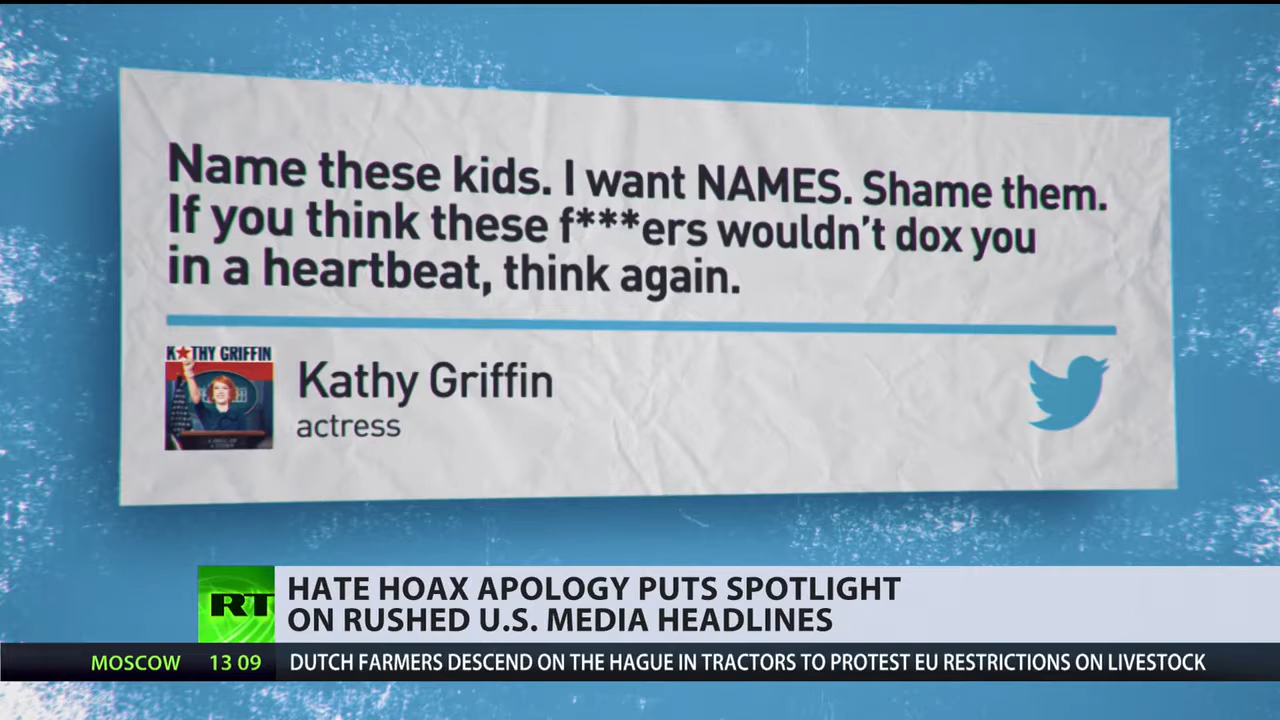 Name these kids. I want NAMES. Shame them.
If you think these f***ers wouldn't dox you
in a heartbeat, think again.
K★THY GRIFFIN
Kathy Griffin
actress
RT
HATE HOAX APOLOGY PUTS SPOTLIGHT
ON RUSHED U.S. MEDIA HEADLINES
MOSCOW 13 09 DUTCH FARMERS DESCEND ON THE HAGUE IN TRACTORS TO PROTEST EU RESTRICTIONS ON LIVESTOCK